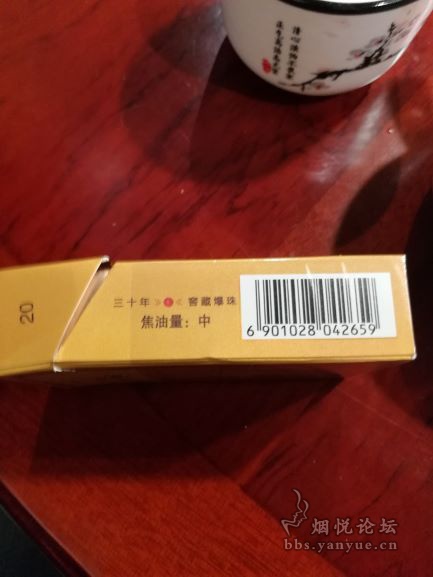 三十年 窖藏爆珠
焦油量：中
20
6 901028 042659
烟悦论坛
bbs.yanyue.cn